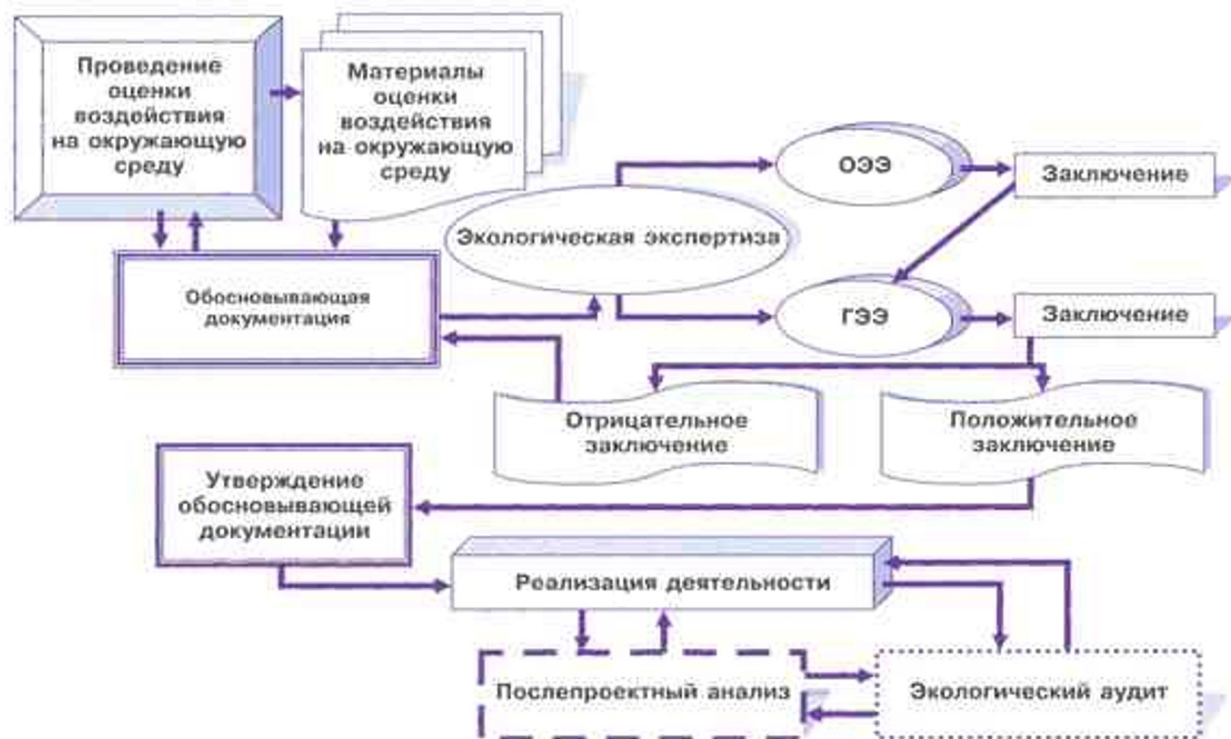 Проведение
оценки
воздействия
на окружающую
среду
Материалы
оценки
воздействия
на окружающую
среду
ОЭЭ
Заключение
Экологическая экспертиза
Обосновывающая
документация
ГЭЭ
Заключение
Отрицательное
заключение
Положительное
заключение
Утверждение
обосновывающей
документации
Реализация деятельности
Послепроектный анализ
Экологический аудит